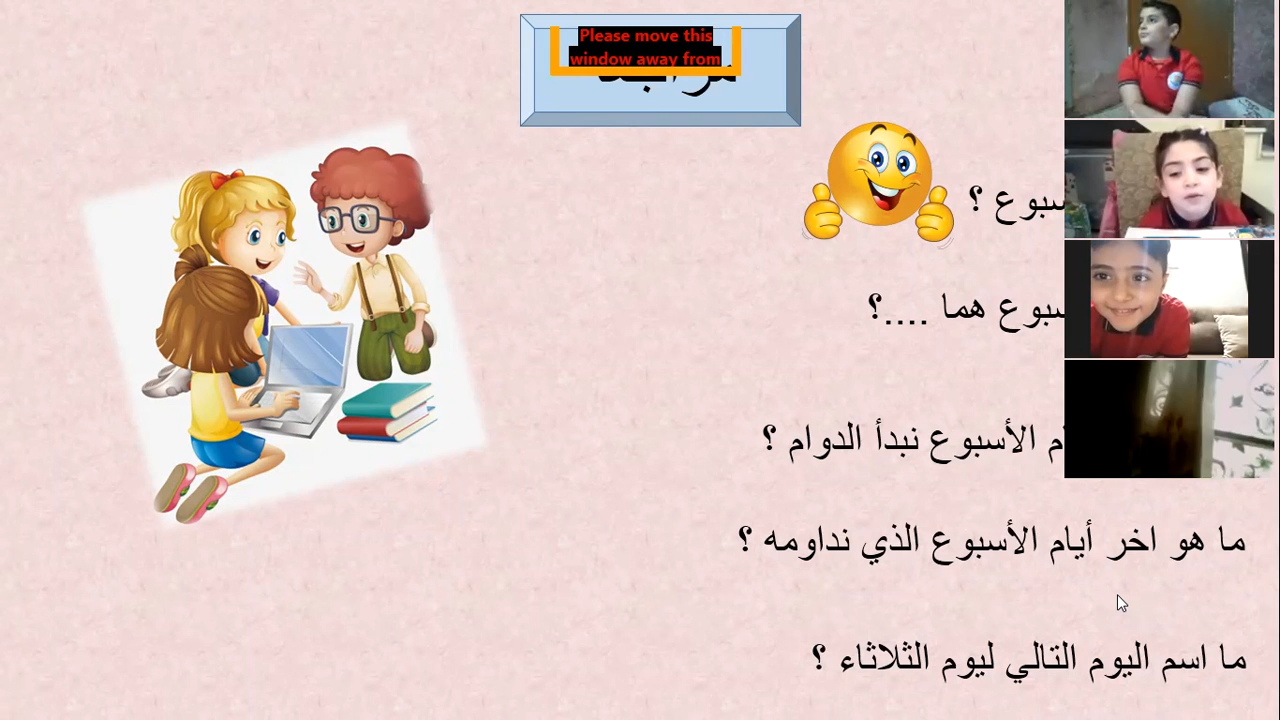 Please move this
window away from
سبوع ؟
سبوع هما ....؟
م الأسبوع نبدأ الدوام ؟
ما هو اخر أيام الأسبوع الذي نداومه ؟
ما اسم اليوم التالي ليوم الثلاثاء ؟